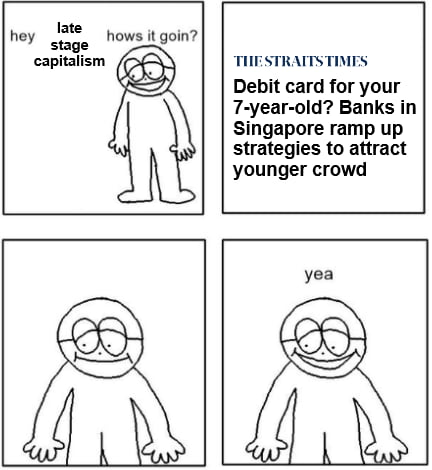 hey late stage capitalism hows it goin?
THE STRAITS TIMES
Debit card for your
7-year-old? Banks in
Singapore ramp up
strategies to attract
younger crowd
yea